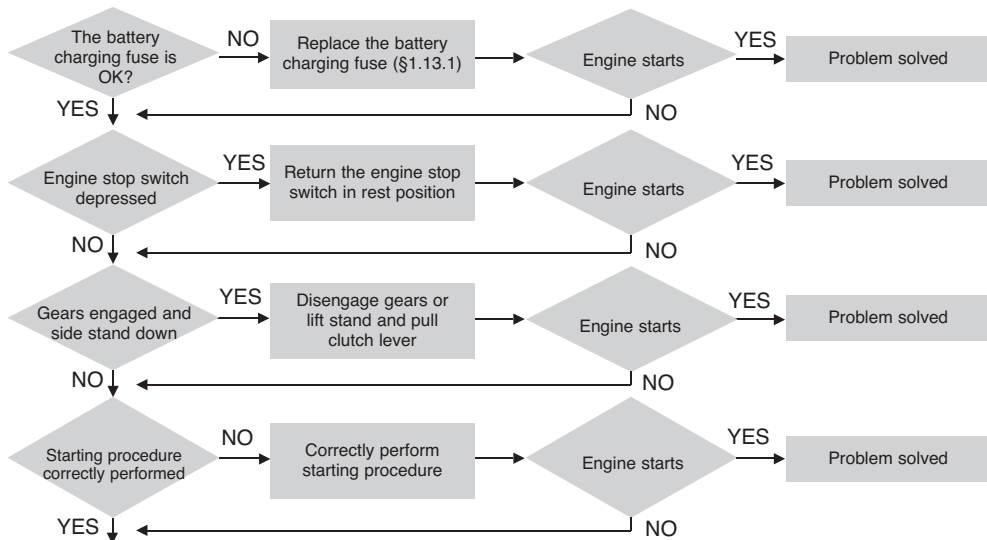 The battery
charging fuse is
OK?
NO
Replace the battery
charging fuse (§1.13.1)
Engine starts
YES
Problem solved
YES
NO
Engine stop switch
depressed
YES
Return the engine stop
switch in rest position
Engine starts
YES
Problem solved
NO
NO
Gears engaged and
side stand down
YES
Disengage gears or
lift stand and pull
clutch lever
Engine starts
YES
Problem solved
NO
NO
Starting procedure
correctly performed
NO
Correctly perform
starting procedure
Engine starts
YES
Problem solved
YES
NO